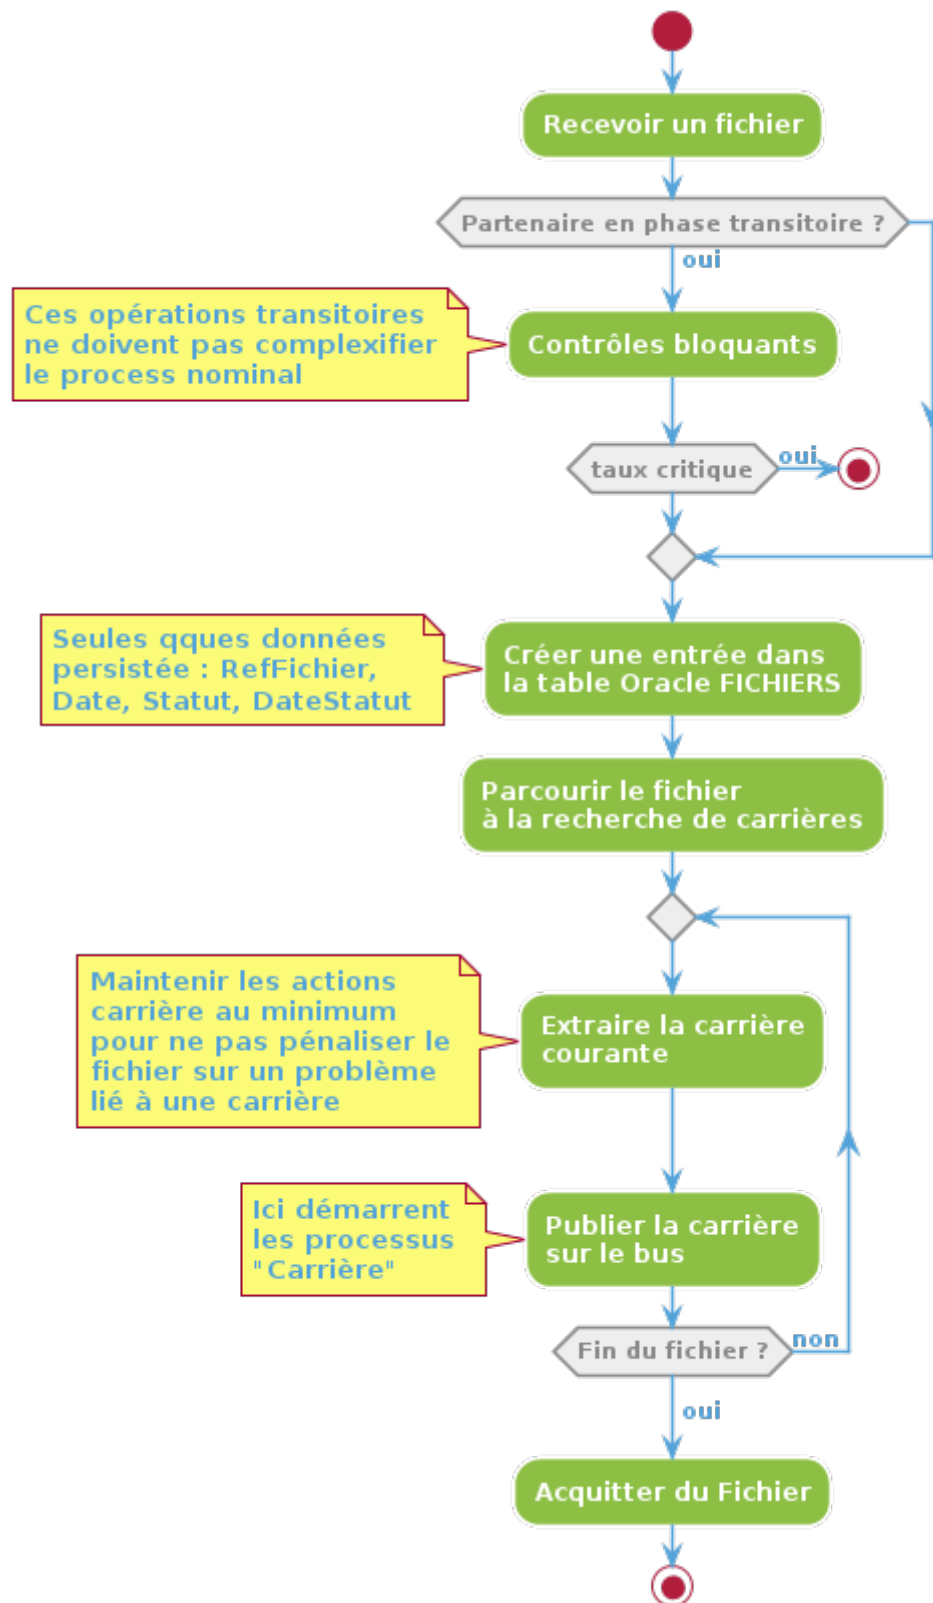 Recevoir un fichier
Partenaire en phase transitoire ?
oui
Ces opérations transitoires
ne doivent pas complexifier
le process nominal
Contrôles bloquants
taux critique
oui
Seules qques données
persistée : RefFichier,
Date, Statut, DateStatut
Créer une entrée dans
la table Oracle FICHIERS
Parcourir le fichier
à la recherche de carrières
Maintenir les actions
carrière au minimum
pour ne pas pénaliser le
fichier sur un problème
lié à une carrière
Extraire la carrière
courante
Ici démarrent
les processus
"Carrière"
Publier la carrière
sur le bus
Fin du fichier ?
non
oui
Acquitter du Fichier